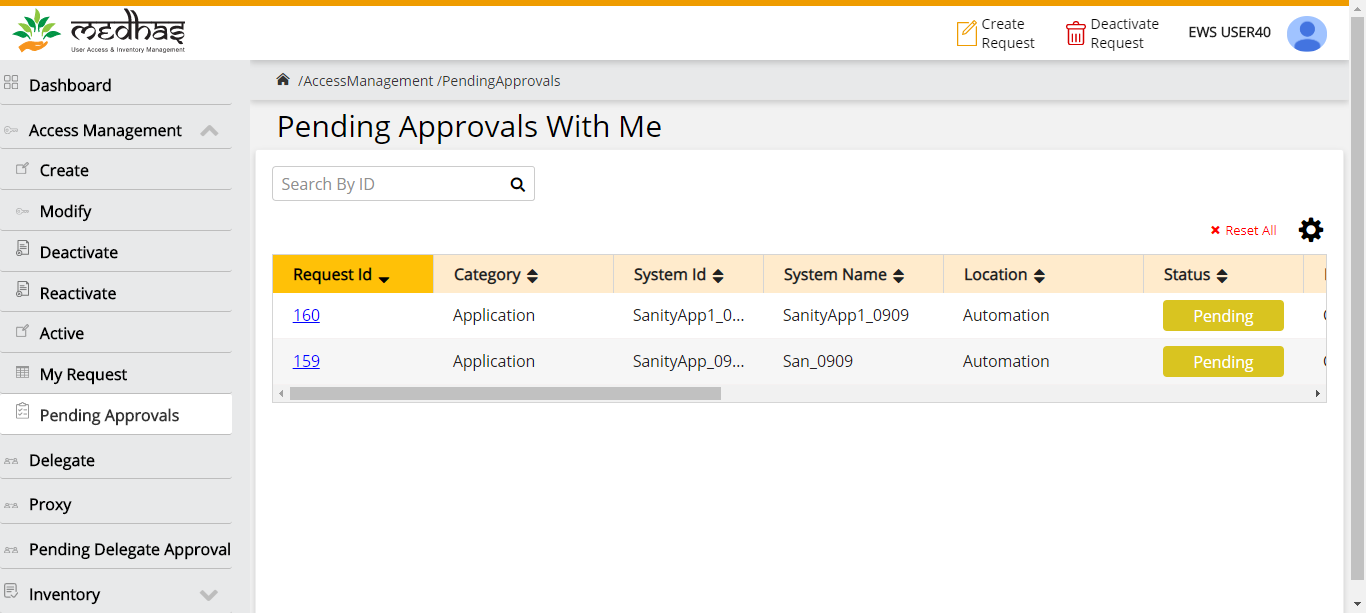 medhas
User Access & Inventory Management
Create
Request
Deactivate
Request
EWS USER40
Dashboard
Access Management
Create
Modify
Deactivate
Reactivate
Active
My Request
Pending Approvals
Delegate
Proxy
Pending Delegate Approval
Inventory
/AccessManagement /PendingApprovals
Pending Approvals With Me
Search By ID
Reset All
Request Id Category System Id System Name Location Status
160 Application SanityApp1_0... SanityApp1_0909 Automation Pending
159 Application SanityApp_09... San_0909 Automation Pending